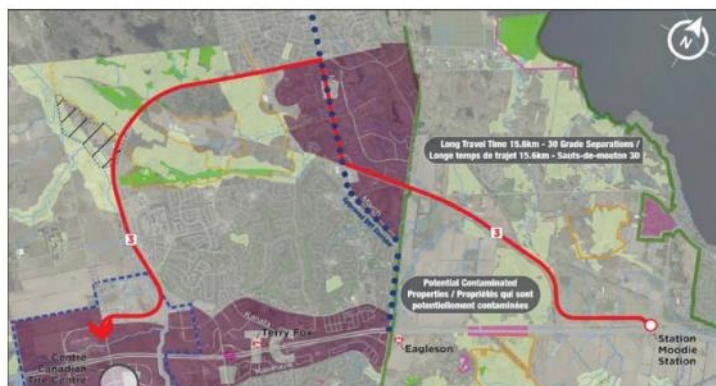 N
Long Travel Time 15.6km - 30 Grade Separations /
Longe temps de trajet 15.6km - Sauts-de-mouton 30
3
3
Potential Contaminated
Properties / Propriétés qui sont
potentiellement contaminées
Terry Fox
Eagleson
Station
Moodie
Station
Centre
Canadian
Tire Centre